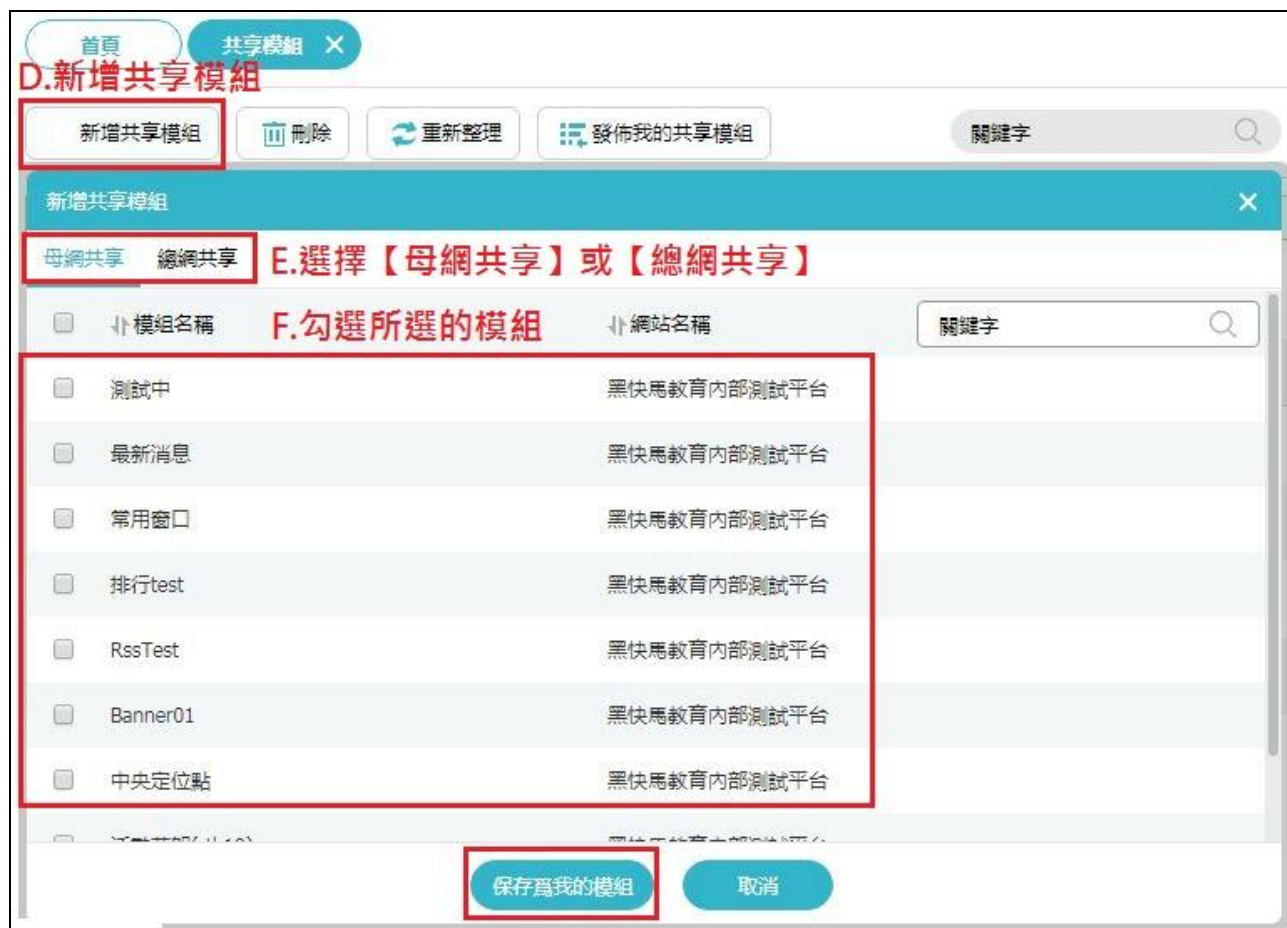 首頁 共享模組
D.新增共享模組
新增共享模組 刪除 重新整理 發佈我的共享模組 關鍵字
新增共享模組
母網共享 總網共享 E.選擇【母網共享】或【總網共享】
模組名稱 F.勾選所選的模組 網站名稱 關鍵字
測試中 黑快馬教育內部測試平台
最新消息 黑快馬教育內部測試平台
常用窗口 黑快馬教育內部測試平台
排行test 黑快馬教育內部測試平台
RssTest 黑快馬教育內部測試平台
Banner01 黑快馬教育內部測試平台
中央定位點 黑快馬教育內部測試平台
保存爲我的模組 取消